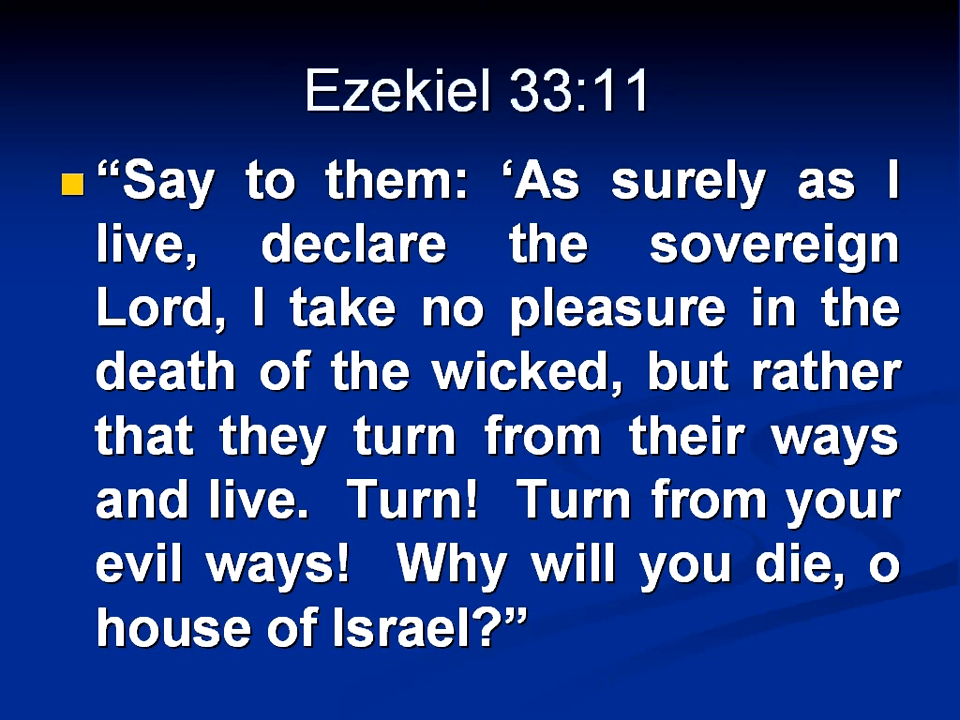 Ezekiel 33:11
“Say to them: ‘As surely as I
live, declare the sovereign
Lord, I take no pleasure in the
death of the wicked, but rather
that they turn from their ways
and live.  Turn!  Turn from your
evil ways!  Why will you die, o
house of Israel?”